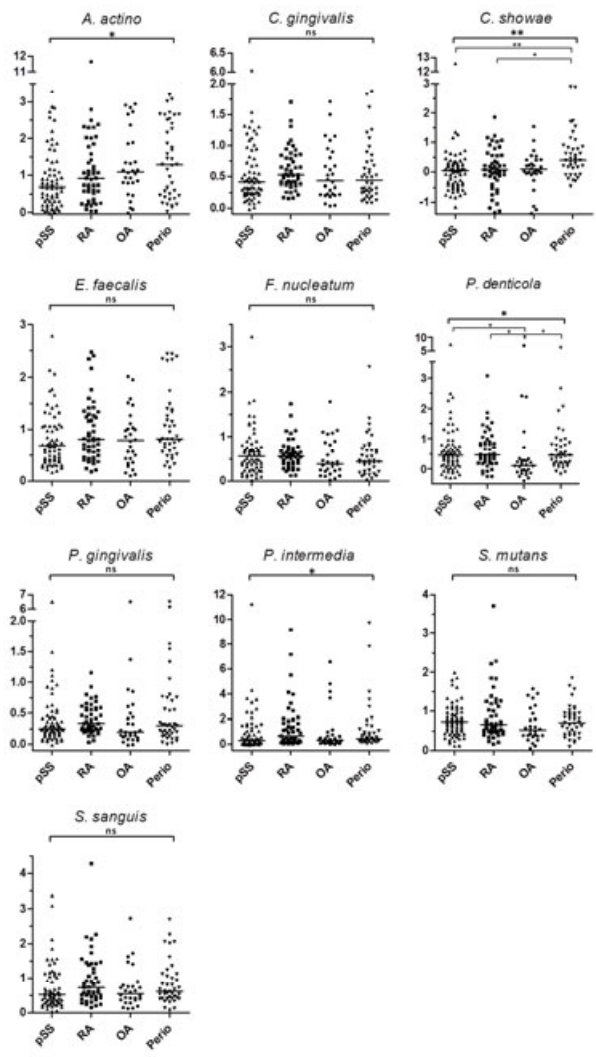 A. actino
*
12
11
3
2
1
0
pSS RA OA Perio
C. gingivalis
ns
6.5
6.0
2.0
1.5
1.0
0.5
0.0
pSS RA OA Perio
C. showae
**
**
*
13
12
3
2
1
0
-1
pSS RA OA Perio
E. faecalis
ns
3
2
1
0
pSS RA OA Perio
F. nucleatum
ns
3
2
1
0
pSS RA OA Perio
P. denticola
*
*
* *
10
5
3
2
1
0
pSS RA OA Perio
P. gingivalis
ns
7
6
2.0
1.5
1.0
0.5
0.0
pSS RA OA Perio
P. intermedia
*
12
10
8
6
4
2
0
pSS RA OA Perio
S. mutans
ns
4
3
2
1
0
pSS RA OA Perio
S. sanguis
ns
4
3
2
1
0
pSS RA OA Perio